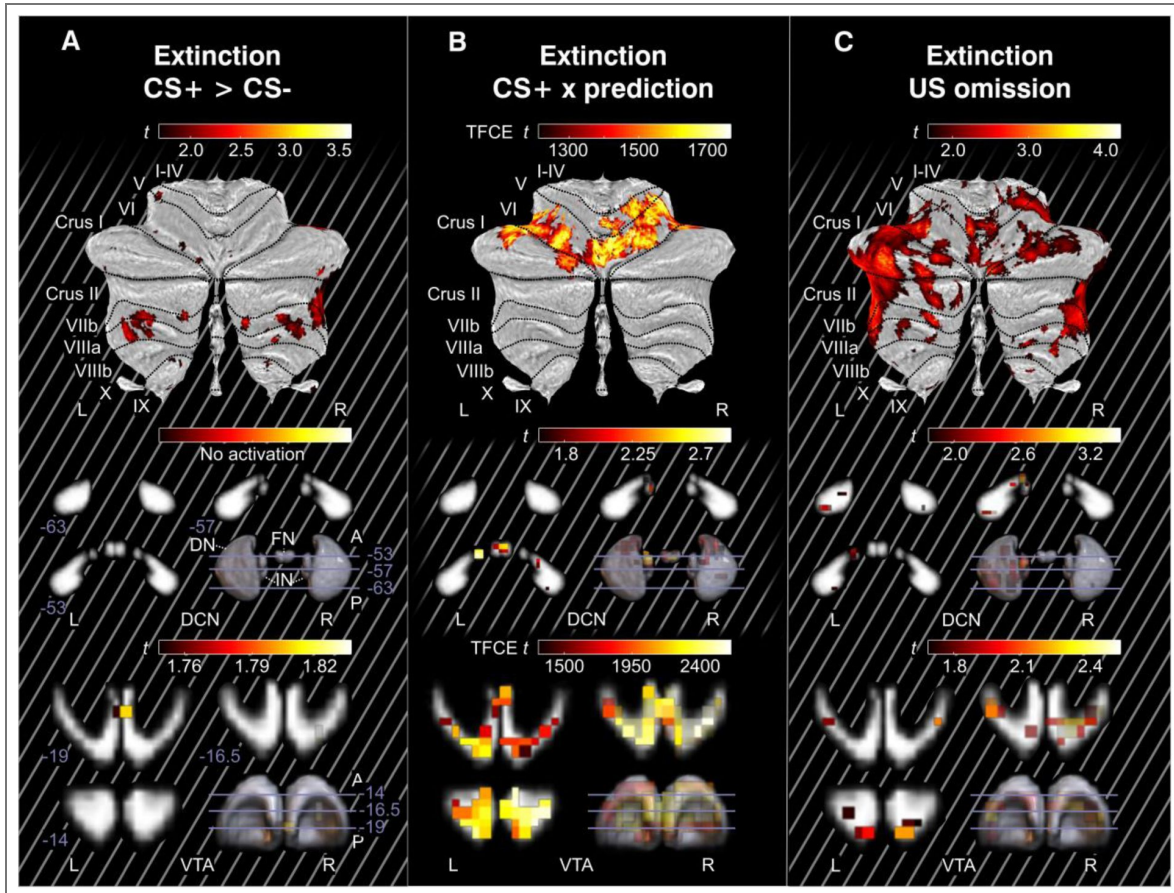 A
Extinction
CS+ > CS-
t
2.0 2.5 3.0 3.5
I-IV
V
VI
Crus I
Crus II
VIIb
VIIIa
VIIIb
X
IX
L R
No activation
-63
-57
DN
FN
A
-53
-57
-63
IN
P
-53
L DCN R
t
1.76 1.79 1.82
-19
-16.5
A
-14
-16.5
-19
P
-14
L VTA R
B
Extinction
CS+ x prediction
TFCE
1300 1500 1700
I-IV
V
VI
Crus I
Crus II
VIIb
VIIIa
VIIIb
X
IX
L R
t
1.8 2.25 2.7
L DCN R
TFCE
1500 1950 2400
L VTA R
C
Extinction
US omission
t
2.0 3.0 4.0
I-IV
V
VI
Crus I
Crus II
VIIb
VIIIa
VIIIb
X
IX
L R
t
2.0 2.6 3.2
L DCN R
t
1.8 2.1 2.4
L VTA R